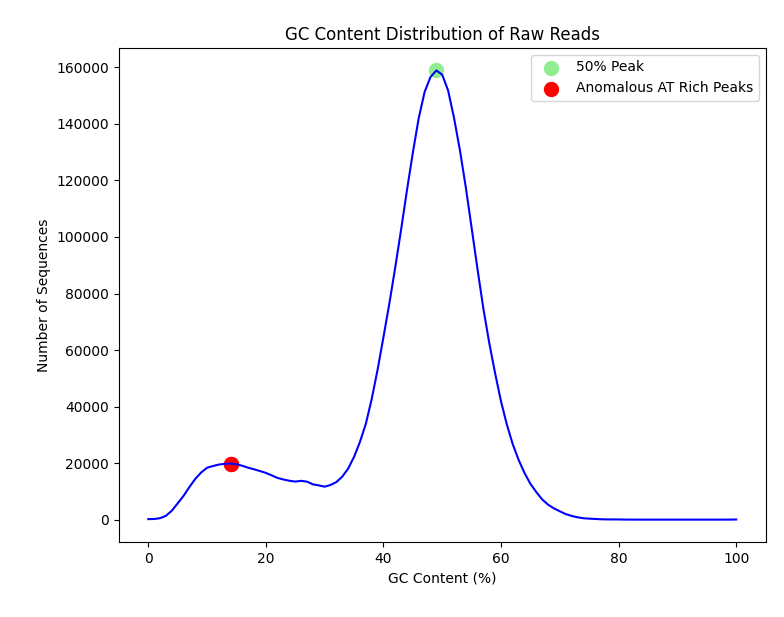 GC Content Distribution of Raw Reads
50% Peak
Anomalous AT Rich Peaks
Number of Sequences
160000
140000
120000
100000
80000
60000
40000
20000
0
0 20 40 60 80 100
GC Content (%)